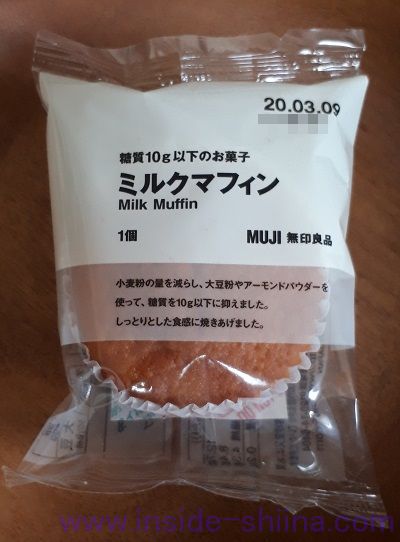 20.03.09
糖質10g以下のお菓子
ミルクマフィン
Milk Muffin
1個
MUJI 無印良品
小麦粉の量を減らし、大豆粉やアーモンドパウダーを
使って、糖質を10g以下に抑えました。
しっとりとした食感に焼きあげました。
www.inside-shiina.com